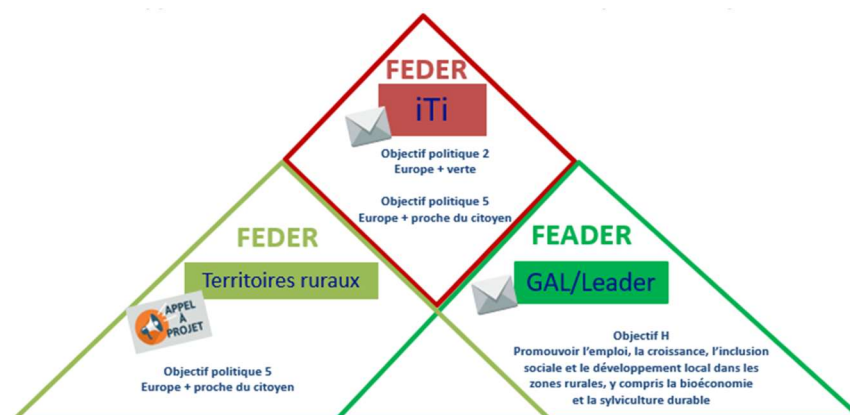 FEDER
iTi
Objectif politique 2
Europe + verte
Objectif politique 5
Europe + proche du citoyen
FEDER
Territoires ruraux
APPEL
À
PROJET
Objectif politique 5
Europe + proche du citoyen
FEADER
GAL/Leader
Objectif H
Promouvoir l'emploi, la croissance, l'inclusion
sociale et le développement local dans les
zones rurales, y compris la bioéconomie
et la sylviculture durable